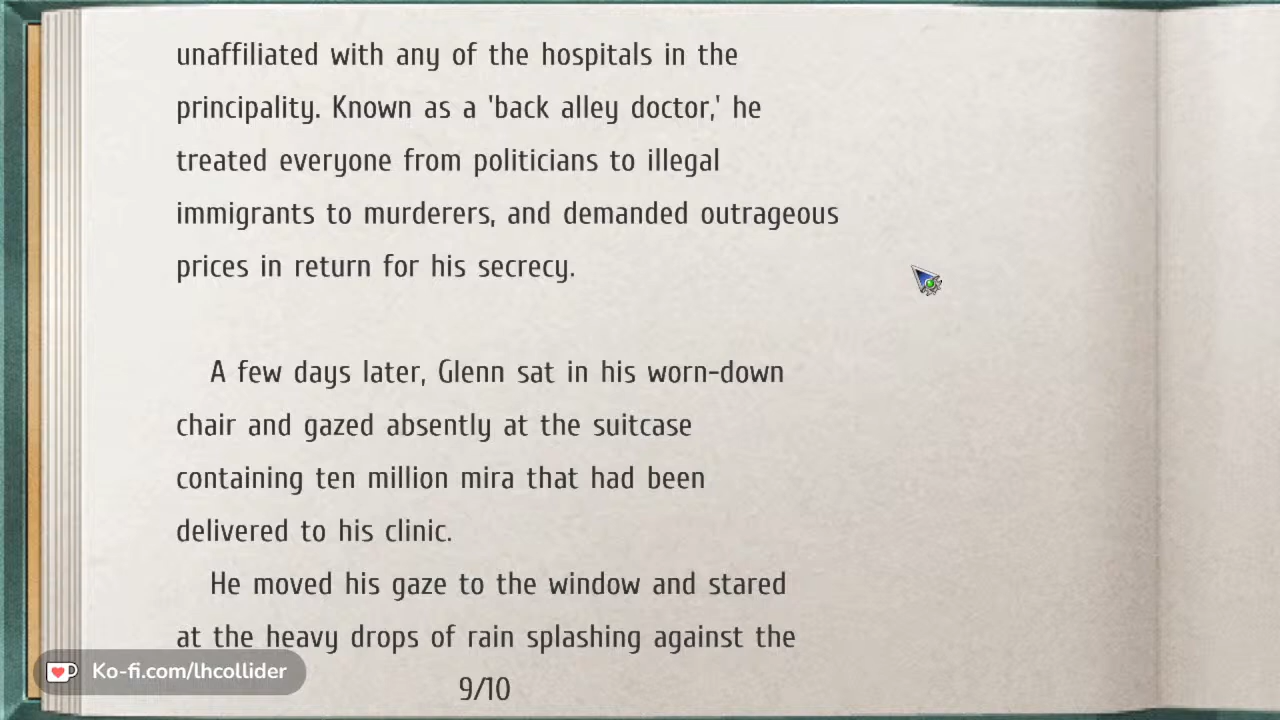 unaffiliated with any of the hospitals in the
principality. Known as a 'back alley doctor,' he
treated everyone from politicians to illegal
immigrants to murderers, and demanded outrageous
prices in return for his secrecy.
A few days later, Glenn sat in his worn-down
chair and gazed absently at the suitcase
containing ten million mira that had been
delivered to his clinic.
He moved his gaze to the window and stared
at the heavy drops of rain splashing against the
Ko-fi.com/lhcollider
9/10